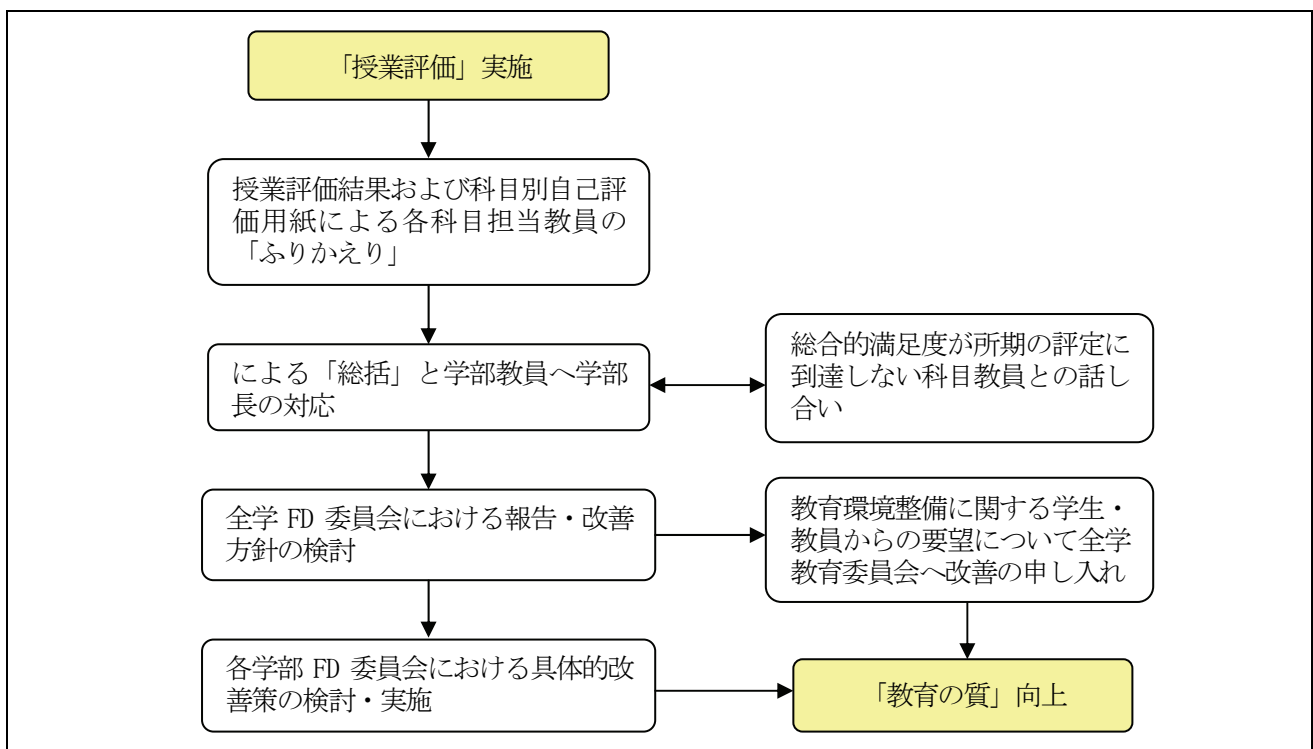 「授業評価」実施
授業評価結果および科目別自己評
価用紙による各科目担当教員の
「ふりかえり」
による「総括」と学部教員へ学部
長の対応
総合的満足度が所期の評定に
到達しない科目教員との話し
合い
全学 FD 委員会における報告・改善
方針の検討
教育環境整備に関する学生・
教員からの要望について全学
教育委員会へ改善の申し入れ
各学部 FD 委員会における具体的改
善策の検討・実施
「教育の質」向上